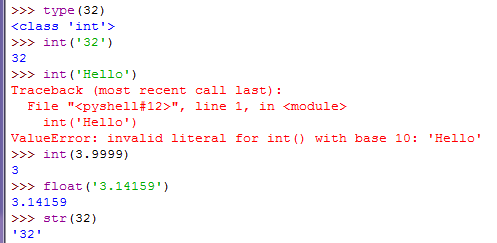 >>> type(32)
<class 'int'>
>>> int('32')
32
>>> int('Hello')
Traceback (most recent call last):
  File "<pyshell#12>", line 1, in <module>
    int('Hello')
ValueError: invalid literal for int() with base 10: 'Hello'
>>> int(3.9999)
3
>>> float('3.14159')
3.14159
>>> str(32)
'32'